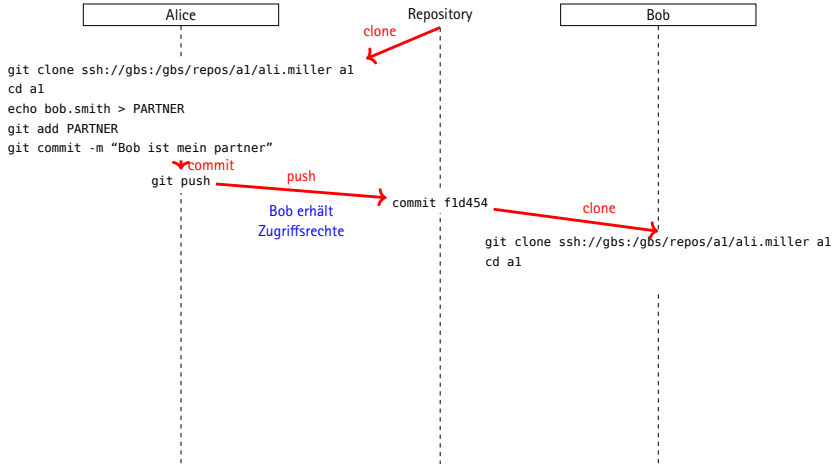 Alice
Repository
Bob
clone
git clone ssh://gbs:/gbs/repos/a1/ali.miller a1
cd a1
echo bob.smith > PARTNER
git add PARTNER
git commit -m “Bob ist mein partner”
commit
git push
push
commit f1d454
Bob erhält
Zugriffsrechte
clone
git clone ssh://gbs:/gbs/repos/a1/ali.miller a1
cd a1